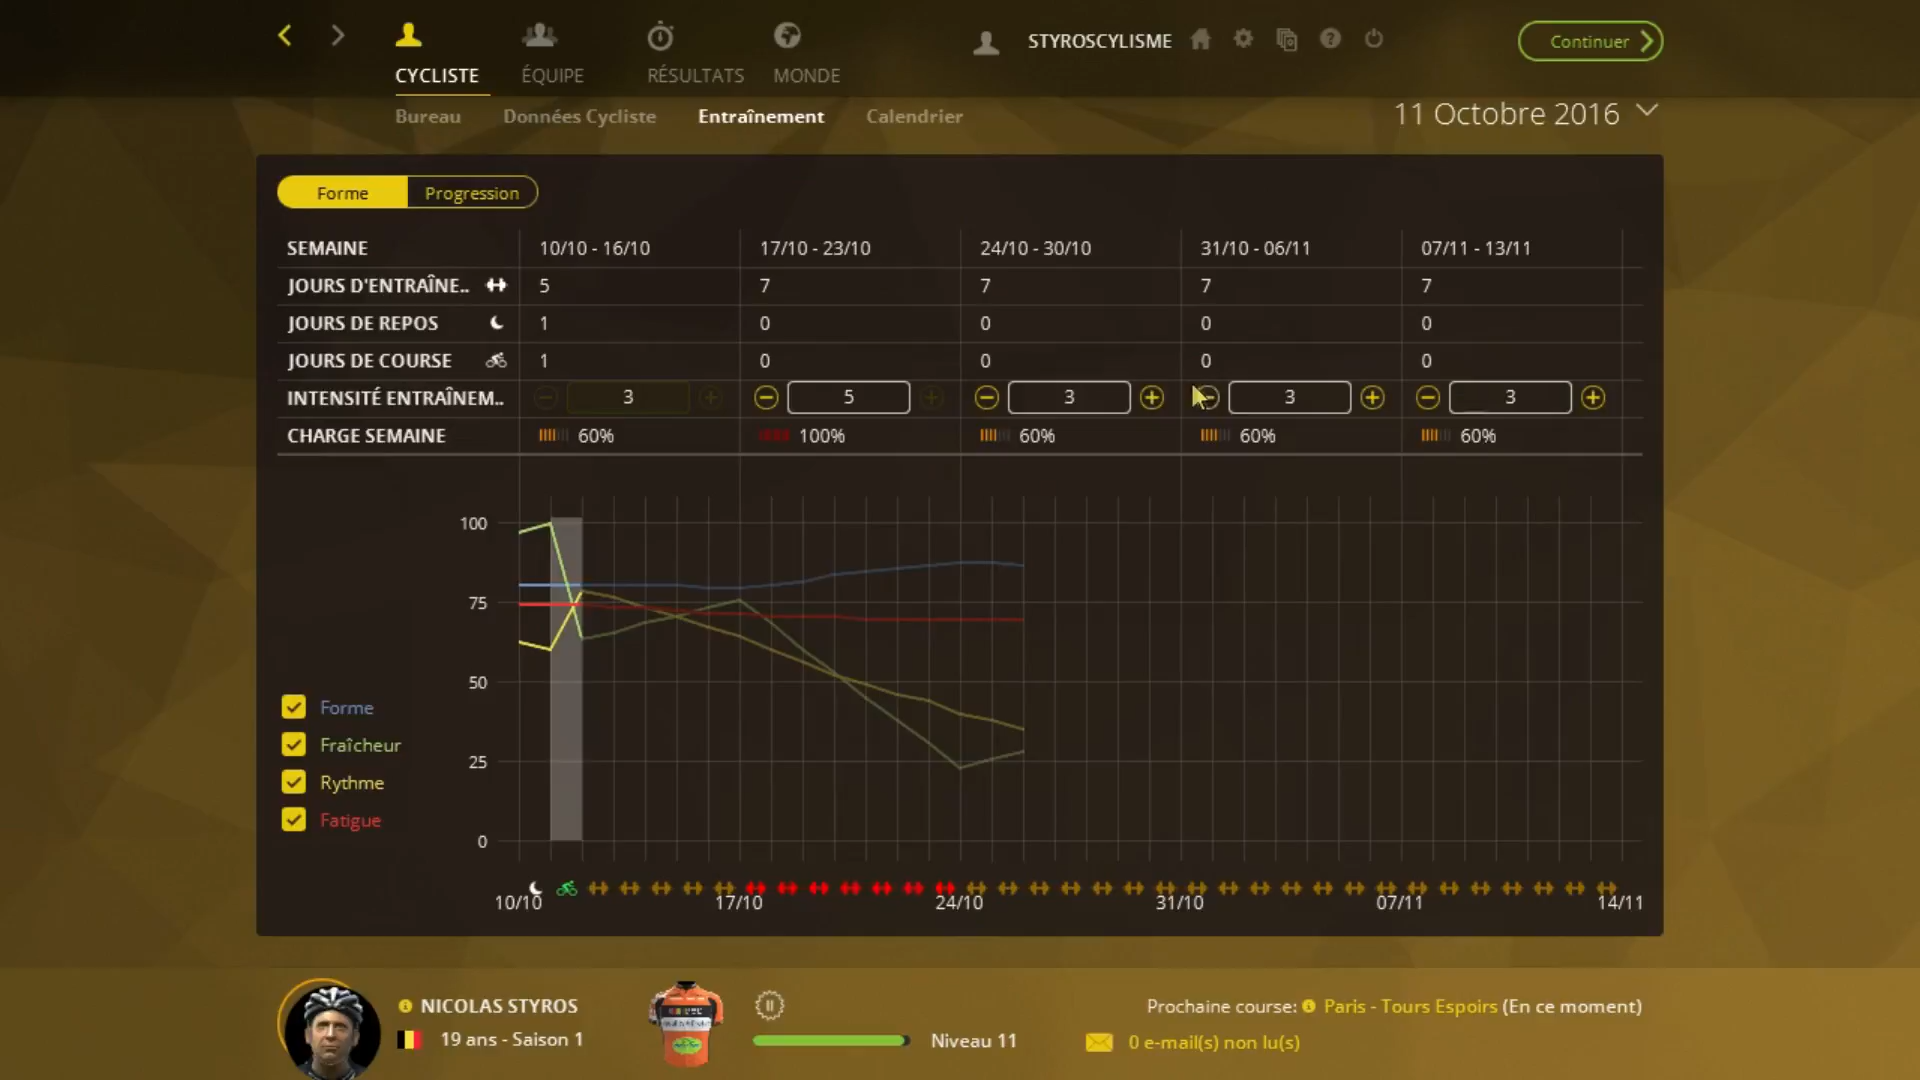 STYROSCYLISME
Continuer
CYCLISTE ÉQUIPE RÉSULTATS MONDE
Bureau Données Cycliste Entraînement Calendrier
11 Octobre 2016
Forme Progression
SEMAINE 10/10 - 16/10 17/10 - 23/10 24/10 - 30/10 31/10 - 06/11 07/11 - 13/11
JOURS D'ENTRAÎNE.. 5 7 7 7 7
JOURS DE REPOS 1 0 0 0 0
JOURS DE COURSE 1 0 0 0 0
INTENSITÉ ENTRAÎNEM.. 3 5 3 3 3
CHARGE SEMAINE 60% 100% 60% 60% 60%
100
75
50
25
0
Forme
Fraîcheur
Rythme
Fatigue
10/10 17/10 24/10 31/10 07/11 14/11
NICOLAS STYROS
19 ans - Saison 1
Niveau 11
Prochaine course: Paris - Tours Espoirs (En ce moment)
0 e-mail(s) non lu(s)